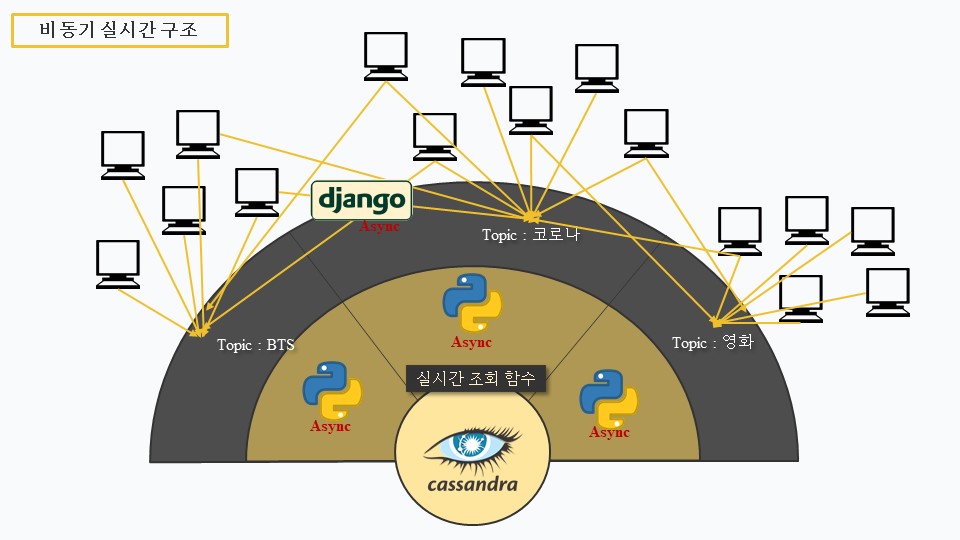 비동기 실시간 구조
django
Async
Topic : 코로나
Async
Topic : BTS
Topic : 영화
실시간 조회 함수
Async
Async
cassandra